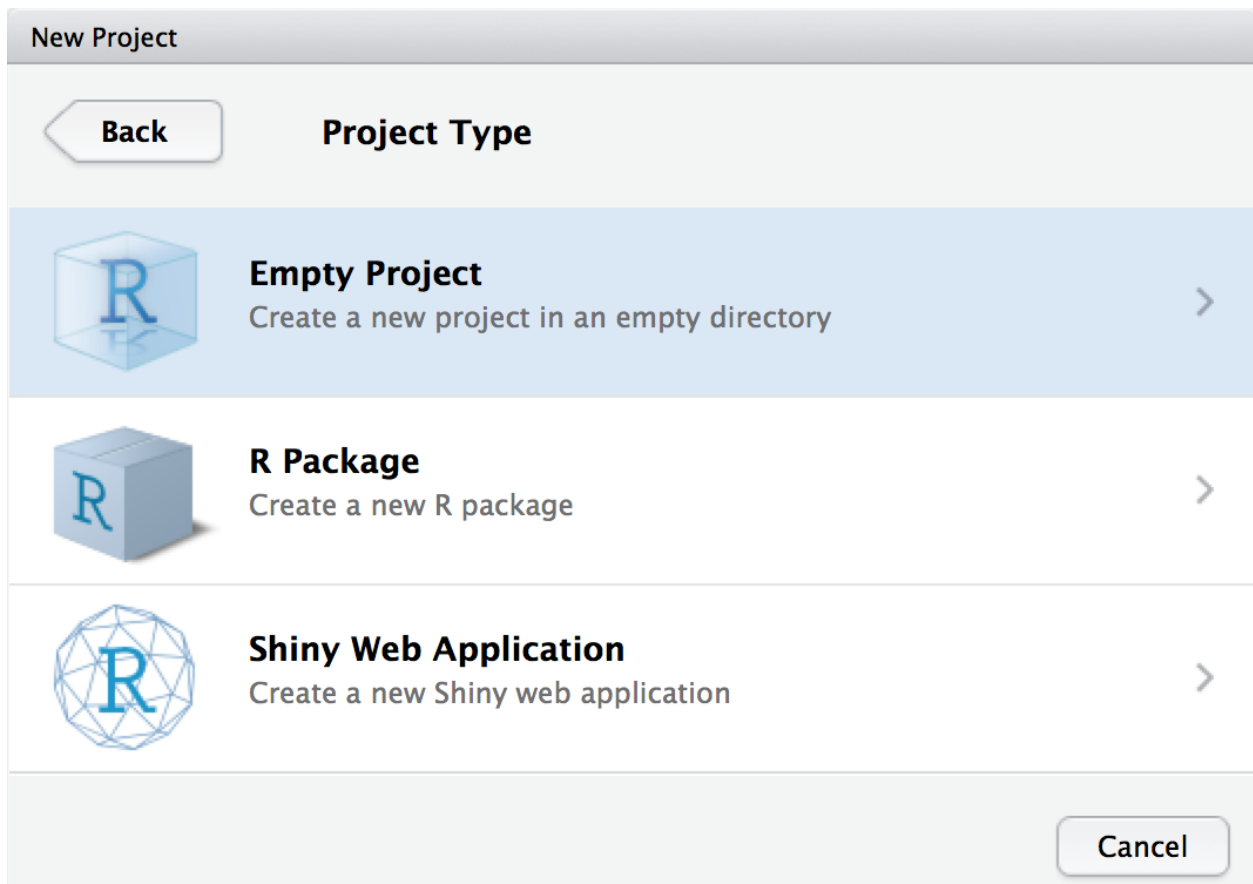 New Project
Back
Project Type
R
Empty Project
Create a new project in an empty directory
R
R Package
Create a new R package
R
Shiny Web Application
Create a new Shiny web application
Cancel